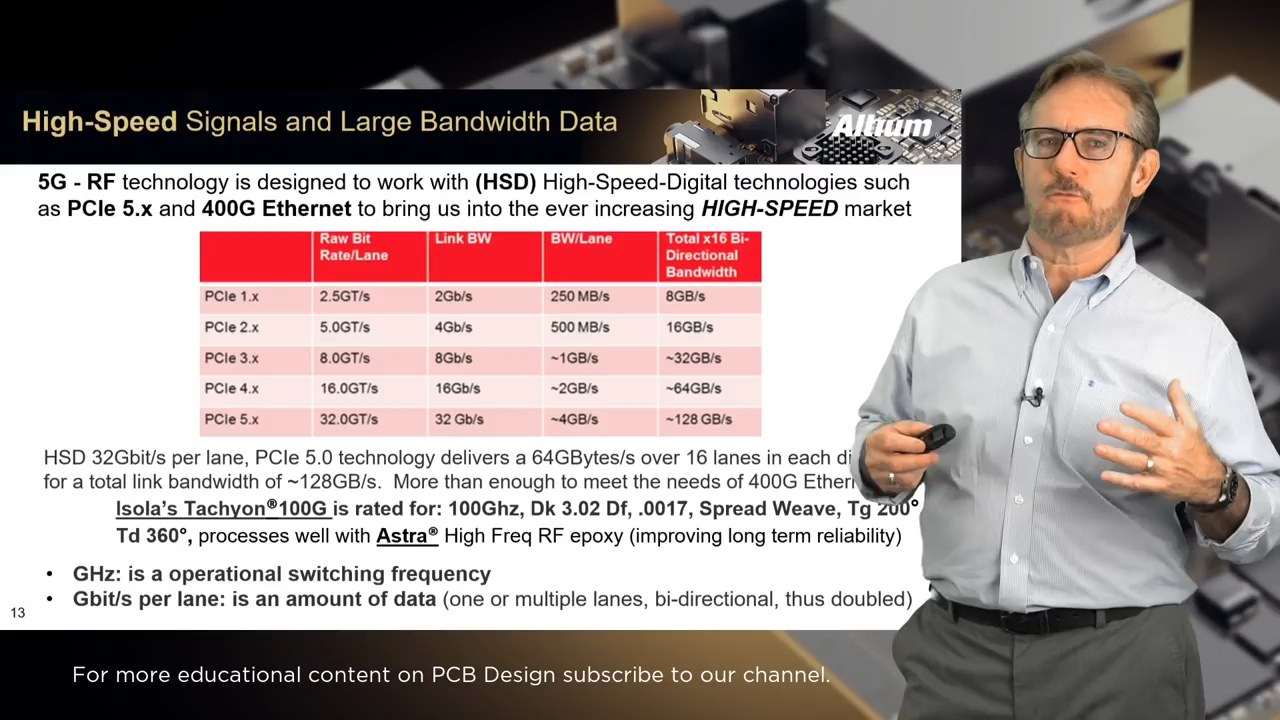 High-Speed Signals and Large Bandwidth Data
Altium
5G - RF technology is designed to work with (HSD) High-Speed-Digital technologies such
as PCIe 5.x and 400G Ethernet to bring us into the ever increasing HIGH-SPEED market
Raw Bit Rate/Lane Link BW BW/Lane Total x16 Bi-Directional Bandwidth
PCIe 1.x 2.5GT/s 2Gb/s 250 MB/s 8GB/s
PCIe 2.x 5.0GT/s 4Gb/s 500 MB/s 16GB/s
PCIe 3.x 8.0GT/s 8Gb/s ~1GB/s ~32GB/s
PCIe 4.x 16.0GT/s 16Gb/s ~2GB/s ~64GB/s
PCIe 5.x 32.0GT/s 32 Gb/s ~4GB/s ~128 GB/s
HSD 32Gbit/s per lane, PCIe 5.0 technology delivers a 64GBytes/s over 16 lanes in each
for a total link bandwidth of ~128GB/s. More than enough to meet the needs of 400G
Isola's Tachyon®100G is rated for: 100Ghz, Dk 3.02 Df, .0017, Spread Weave, Tg 200°
Td 360°, processes well with Astra® High Freq RF epoxy (improving long term reliability)
• GHz: is a operational switching frequency
• Gbit/s per lane: is an amount of data (one or multiple lanes, bi-directional, thus doubled)
13
For more educational content on PCB Design subscribe to our channel.